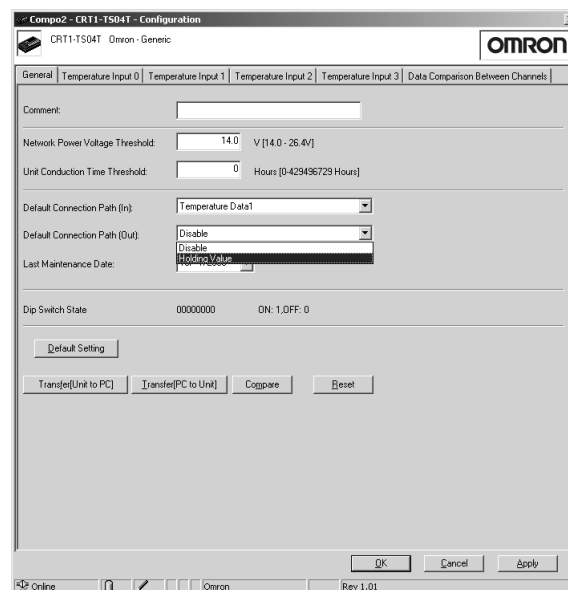 Compo2 - CRT1-TS04T - Configuration
CRT1-TS04T Omron - Generic
OMRON
General Temperature Input 0 Temperature Input 1 Temperature Input 2 Temperature Input 3 Data Comparison Between Channels
Comment:
Network Power Voltage Threshold: 14.0 V [14.0 - 26.4V]
Unit Conduction Time Threshold: 0 Hours [0-429496729 Hours]
Default Connection Path (In): Temperature Data1
Default Connection Path (Out): Disable
Disable
Holding Value
Last Maintenance Date:
Dip Switch State 00000000 ON: 1,OFF: 0
Default Setting
Transfer[Unit to PC] Transfer[PC to Unit] Compare Reset
OK Cancel Apply
Online Omron Rev 1.01